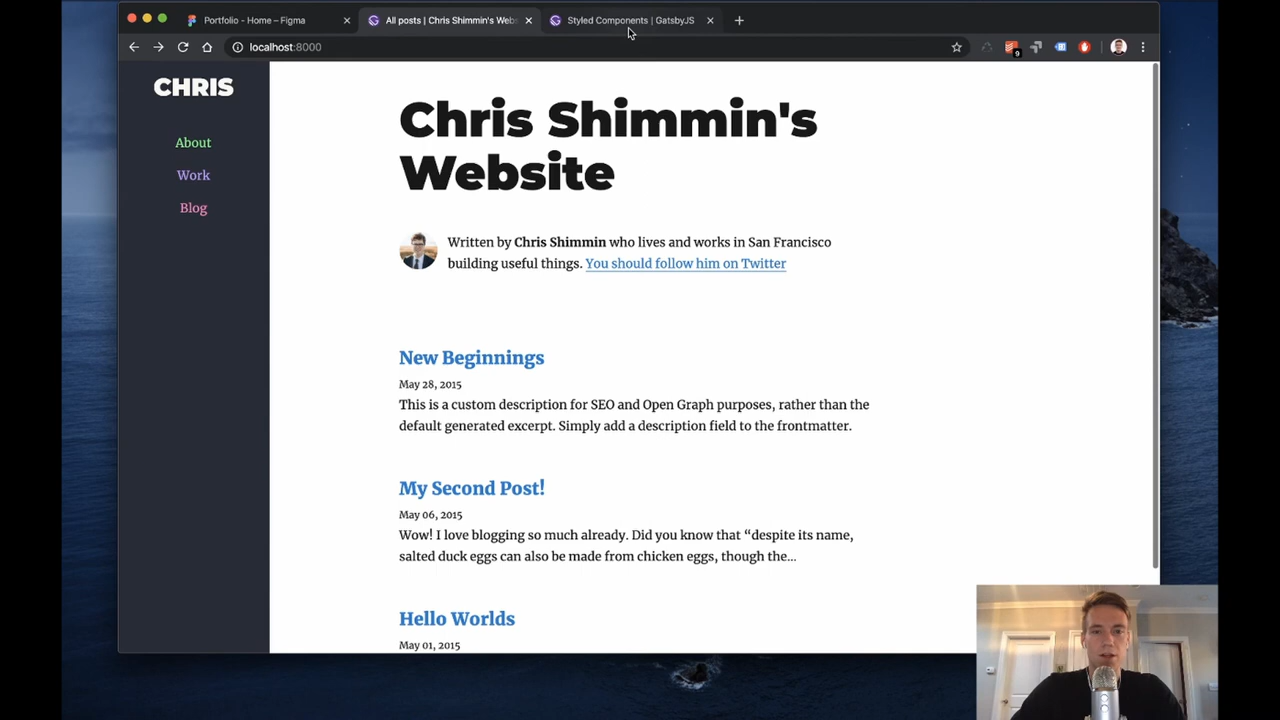 Portfolio - Home – Figma
All posts | Chris Shimmin's Webs
Styled Components | GatsbyJS
localhost:8000
9
CHRIS
About
Work
Blog
Chris Shimmin's
Website
Written by Chris Shimmin who lives and works in San Francisco
building useful things. You should follow him on Twitter
New Beginnings
May 28, 2015
This is a custom description for SEO and Open Graph purposes, rather than the
default generated excerpt. Simply add a description field to the frontmatter.
My Second Post!
May 06, 2015
Wow! I love blogging so much already. Did you know that “despite its name,
salted duck eggs can also be made from chicken eggs, though the…
Hello Worlds
May 01, 2015